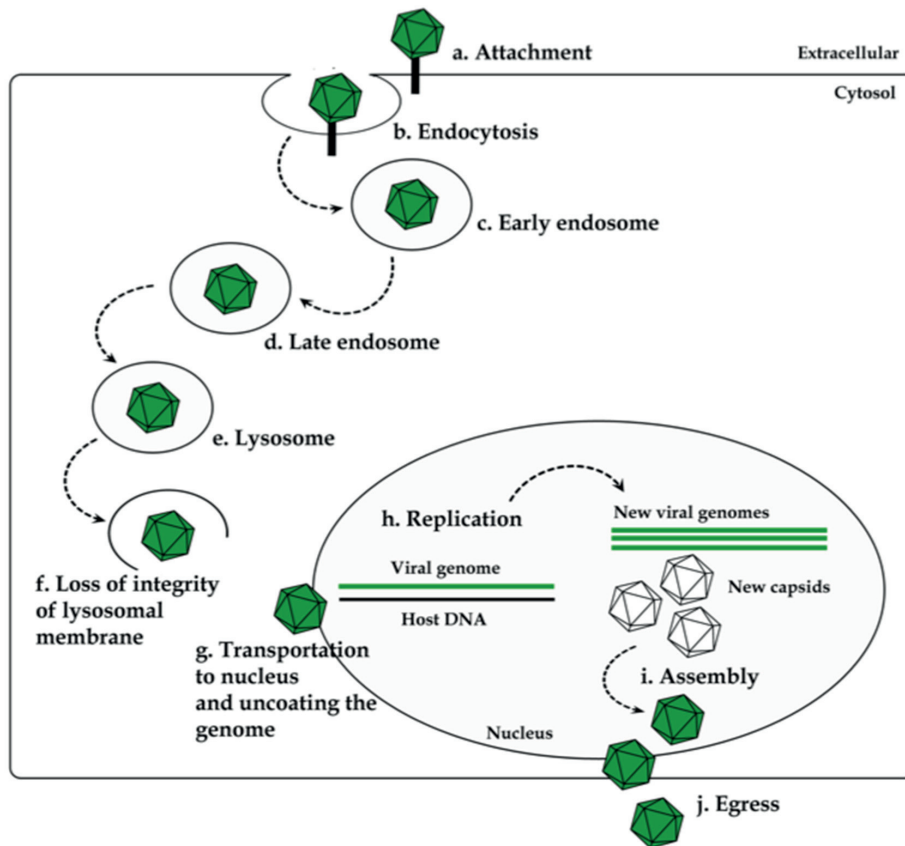 a. Attachment
Extracellular
Cytosol
b. Endocytosis
c. Early endosome
d. Late endosome
e. Lysosome
f. Loss of integrity
of lysosomal
membrane
g. Transportation
to nucleus
and uncoating the
genome
h. Replication
New viral genomes
Viral genome
Host DNA
New capsids
i. Assembly
Nucleus
j. Egress